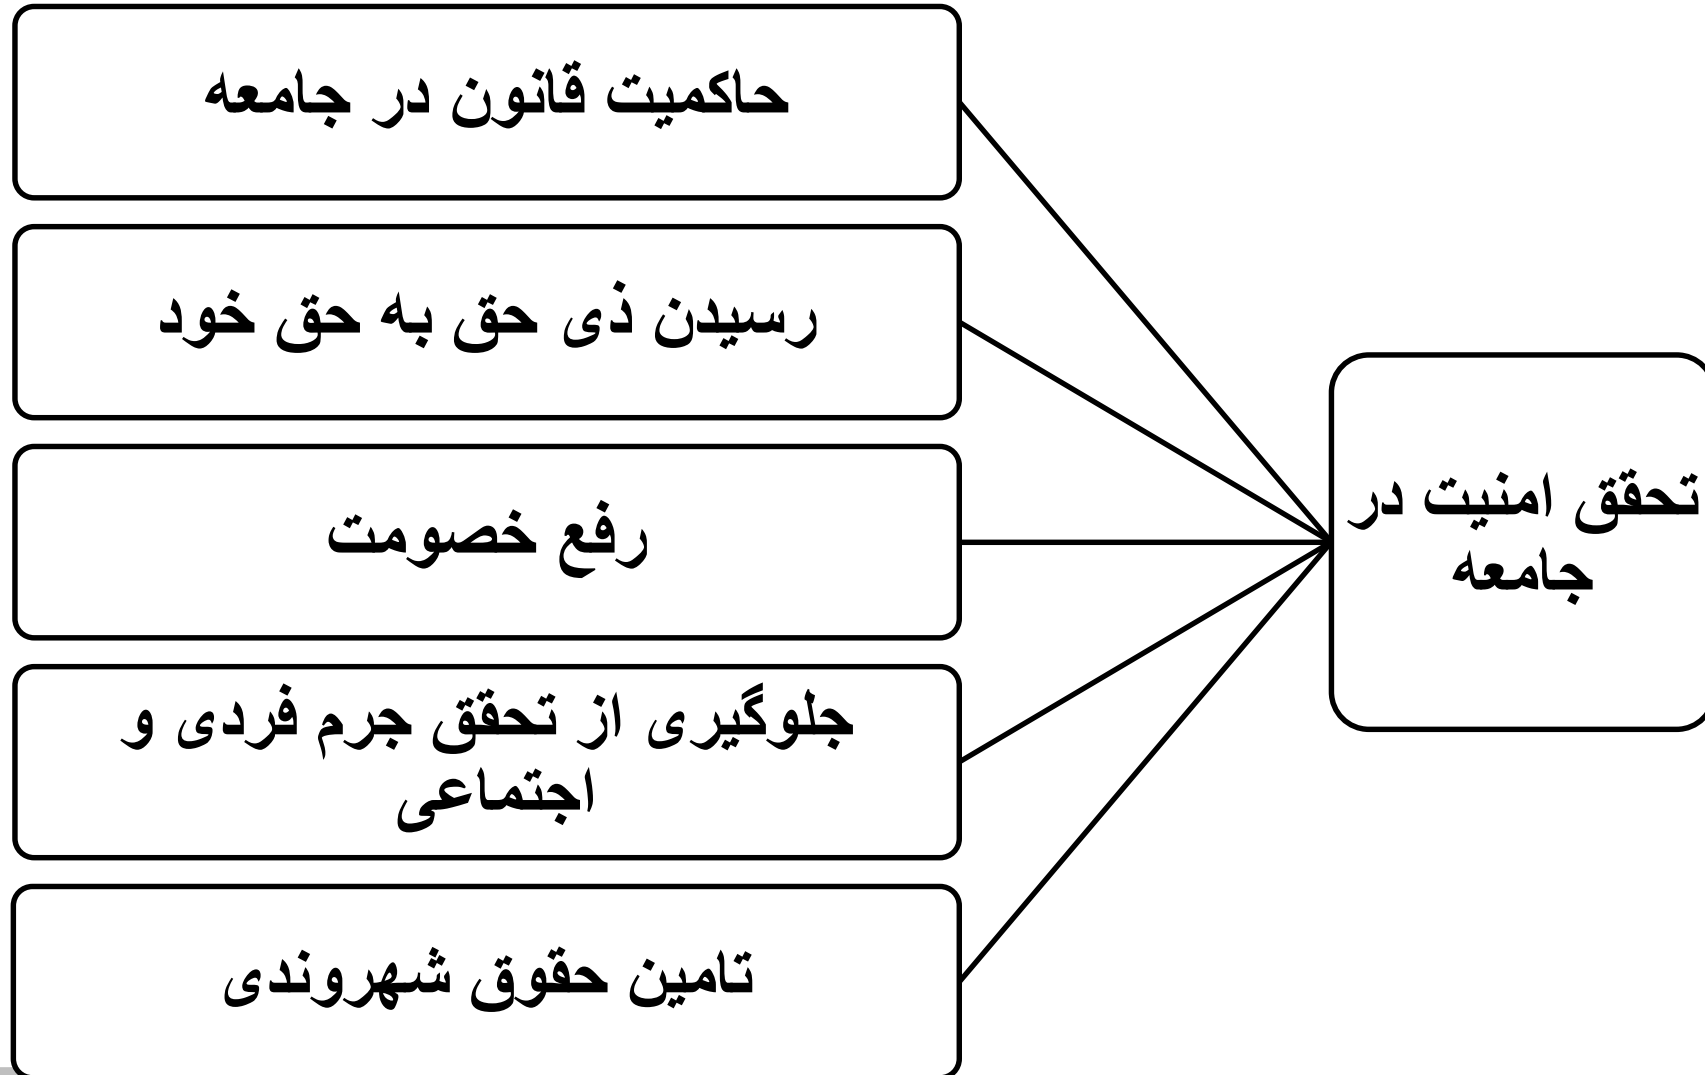 تحقق امنیت در
جامعه
حاکمیت قانون در جامعه
رسیدن ذی حق به حق خود
رفع خصومت
جلوگیری از تحقق جرم فردی و
اجتماعی
تامین حقوق شهروندی